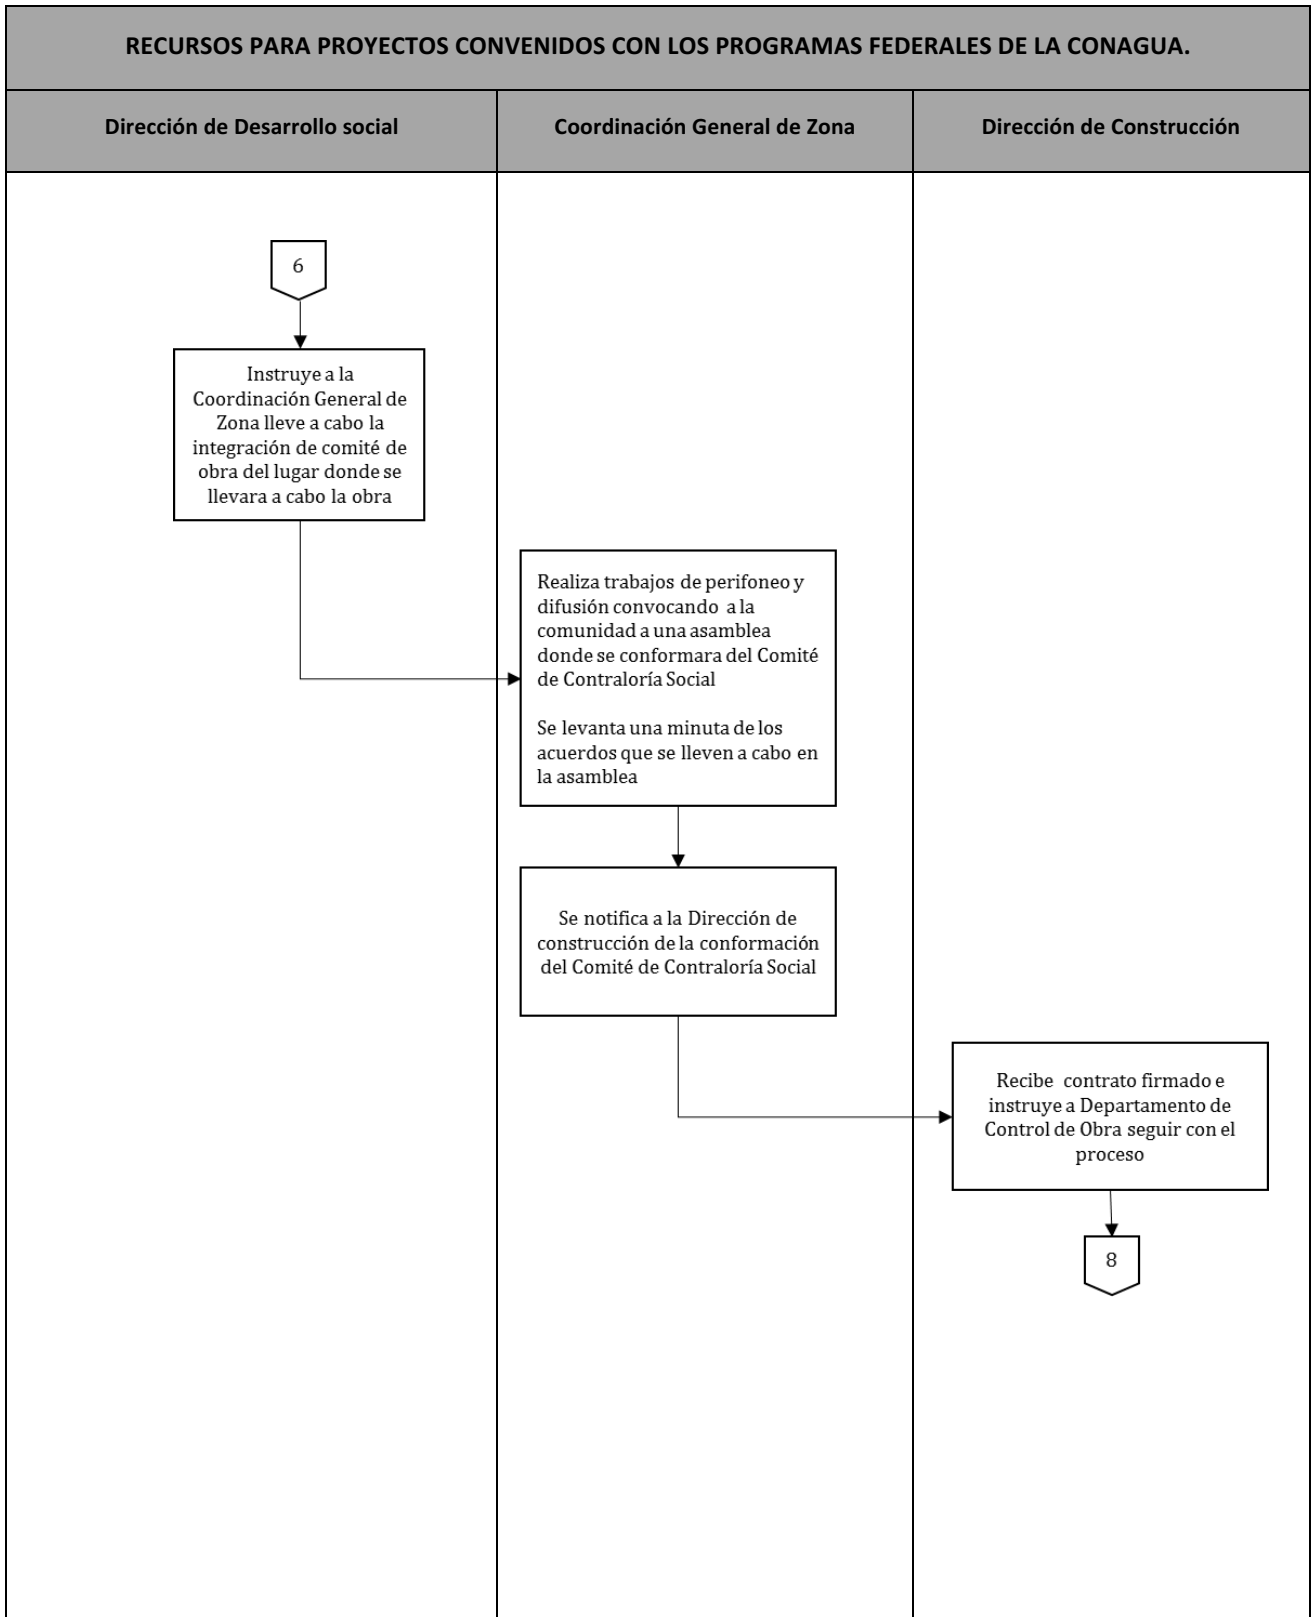 RECURSOS PARA PROYECTOS CONVENIDOS CON LOS PROGRAMAS FEDERALES DE LA CONAGUA.
Dirección de Desarrollo social
Coordinación General de Zona
Dirección de Construcción
6
Instruye a la
Coordinación General de
Zona lleve a cabo la
integración de comité de
obra del lugar donde se
llevara a cabo la obra
Realiza trabajos de perifoneo y
difusión convocando a la
comunidad a una asamblea
donde se conformara del Comité
de Contraloría Social
Se levanta una minuta de los
acuerdos que se lleven a cabo en
la asamblea
Se notifica a la Dirección de
construcción de la conformación
del Comité de Contraloría Social
Recibe contrato firmado e
instruye a Departamento de
Control de Obra seguir con el
proceso
8